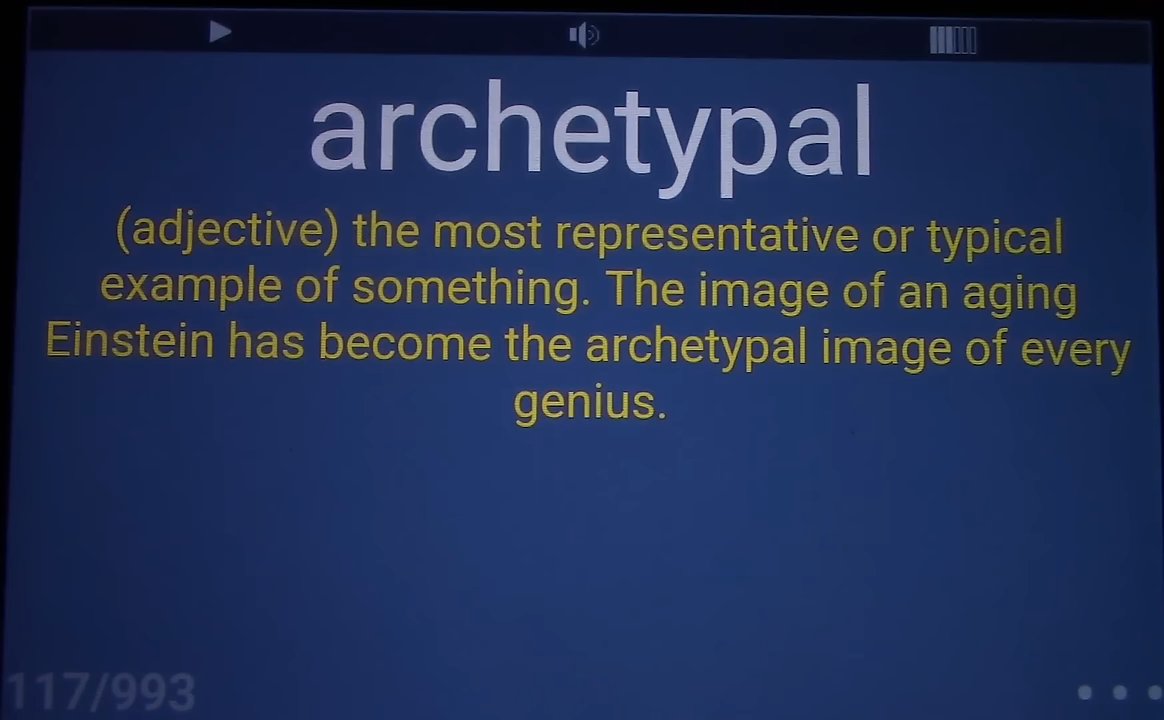 archetypal
(adjective) the most representative or typical
example of something. The image of an aging
Einstein has become the archetypal image of every
genius.
117/993